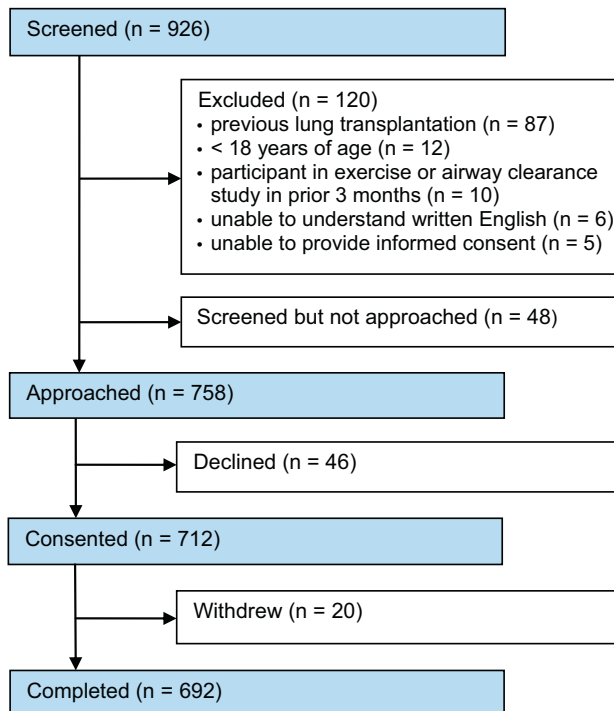 Screened (n = 926)
Excluded (n = 120)
• previous lung transplantation (n = 87)
• < 18 years of age (n = 12)
• participant in exercise or airway clearance
study in prior 3 months (n = 10)
• unable to understand written English (n = 6)
• unable to provide informed consent (n = 5)
Screened but not approached (n = 48)
Approached (n = 758)
Declined (n = 46)
Consented (n = 712)
Withdrew (n = 20)
Completed (n = 692)